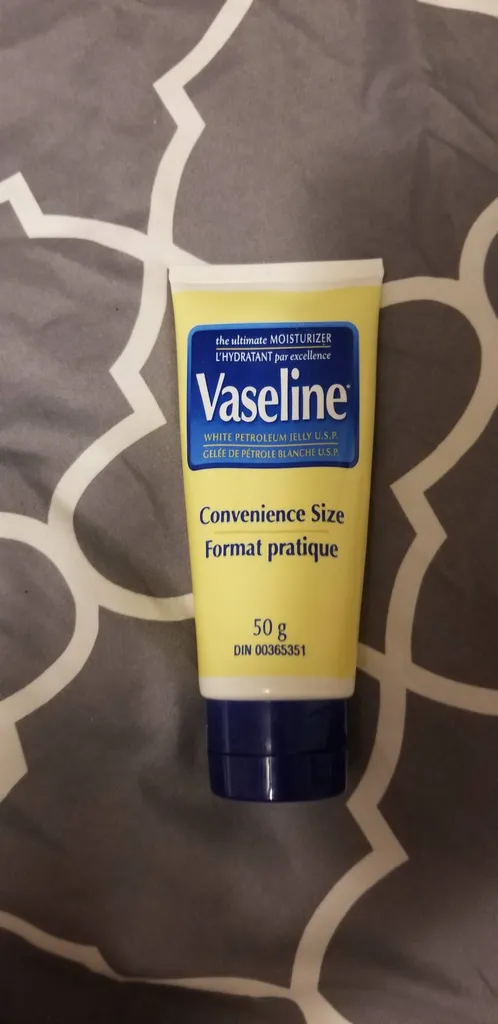 the ultimate MOISTURIZER
L'HYDRATANT par excellence
Vaseline
WHITE PETROLEUM JELLY U.S.P.
GELÉE DE PÉTROLE BLANCHE U.S.P.
Convenience Size
Format pratique
50 g
DIN 00365351